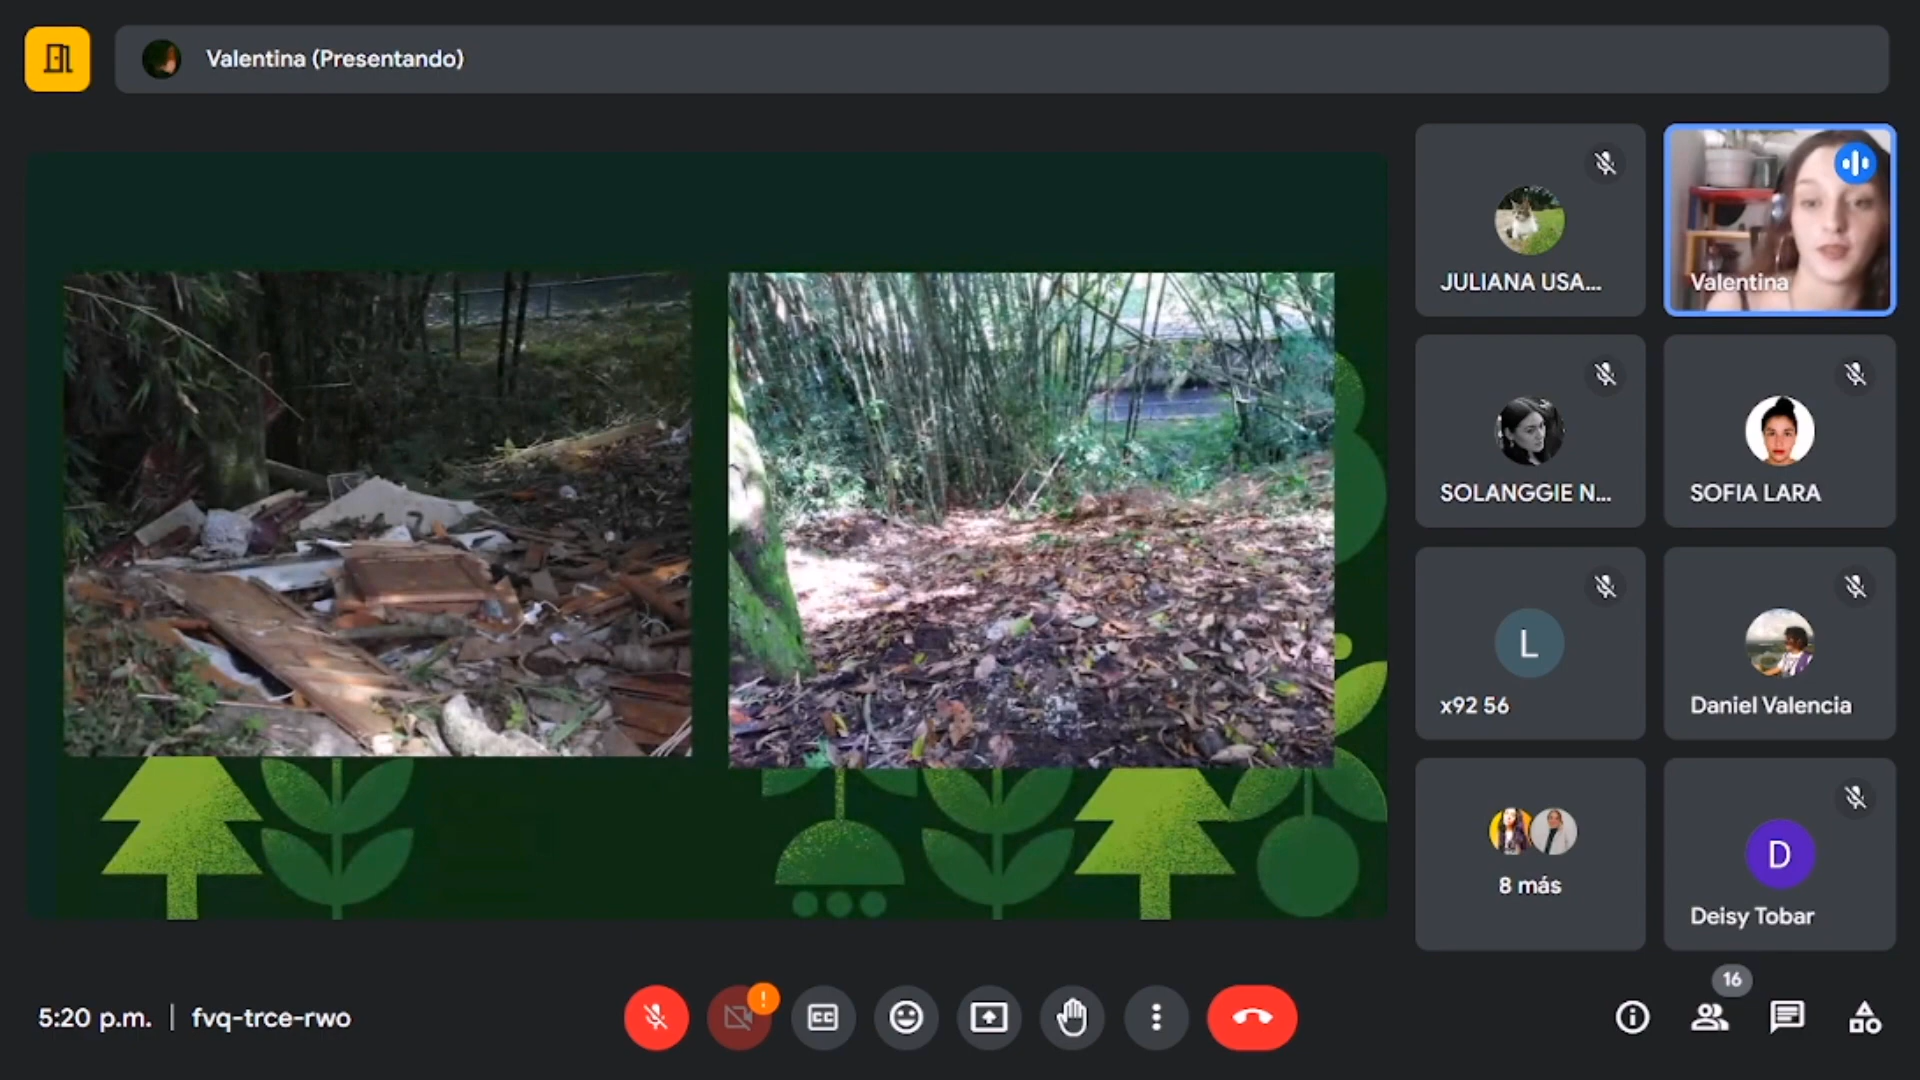 Valentina (Presentando)
JULIANA USA...
Valentina
SOLANGGIE N...
SOFIA LARA
L
x92 56
Daniel Valencia
8 más
D
Deisy Tobar
16
5:20 p.m. | fvq-trce-rwo
!
CC